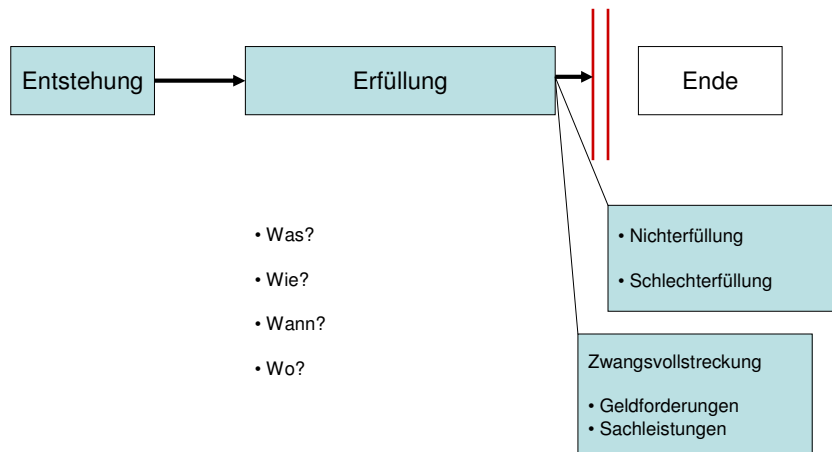 Entstehung
Erfüllung
Ende
• Was?
• Wie?
• Wann?
• Wo?
• Nichterfüllung
• Schlechterfüllung
Zwangsvollstreckung
• Geldforderungen
• Sachleistungen